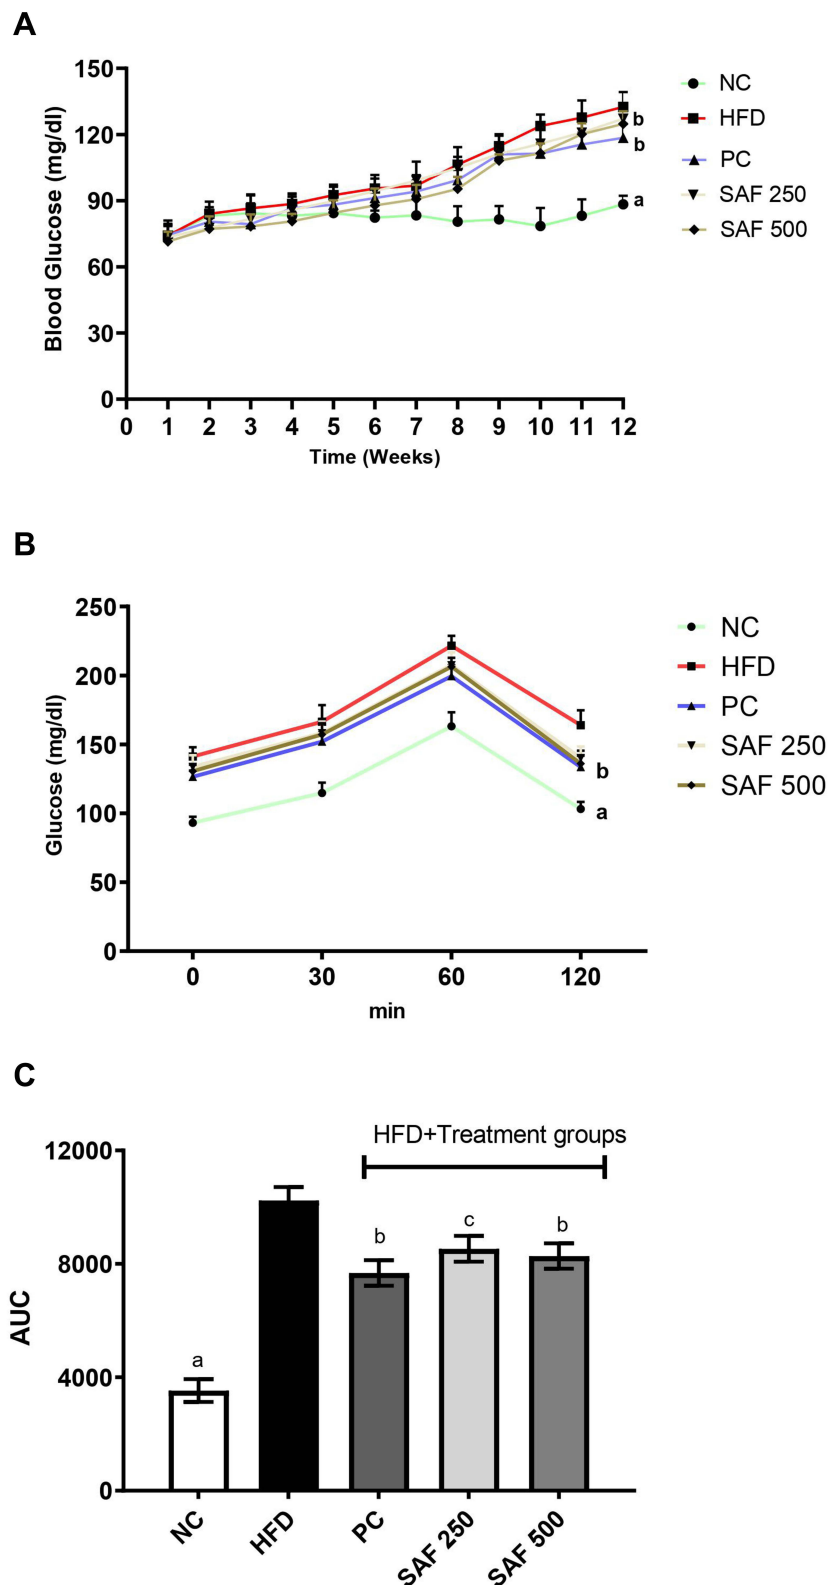 A
150
120
90
60
30
0
Blood Glucose (mg/dl)
0 1 2 3 4 5 6 7 8 9 10 11 12
Time (Weeks)
b
b
a
NC
HFD
PC
SAF 250
SAF 500
B
250
200
150
100
50
0
Glucose (mg/dl)
0 30 60 120
min
b
a
NC
HFD
PC
SAF 250
SAF 500
C
HFD+Treatment groups
12000
8000
4000
0
AUC
a
b
c
b
NC HFD PC SAF 250 SAF 500